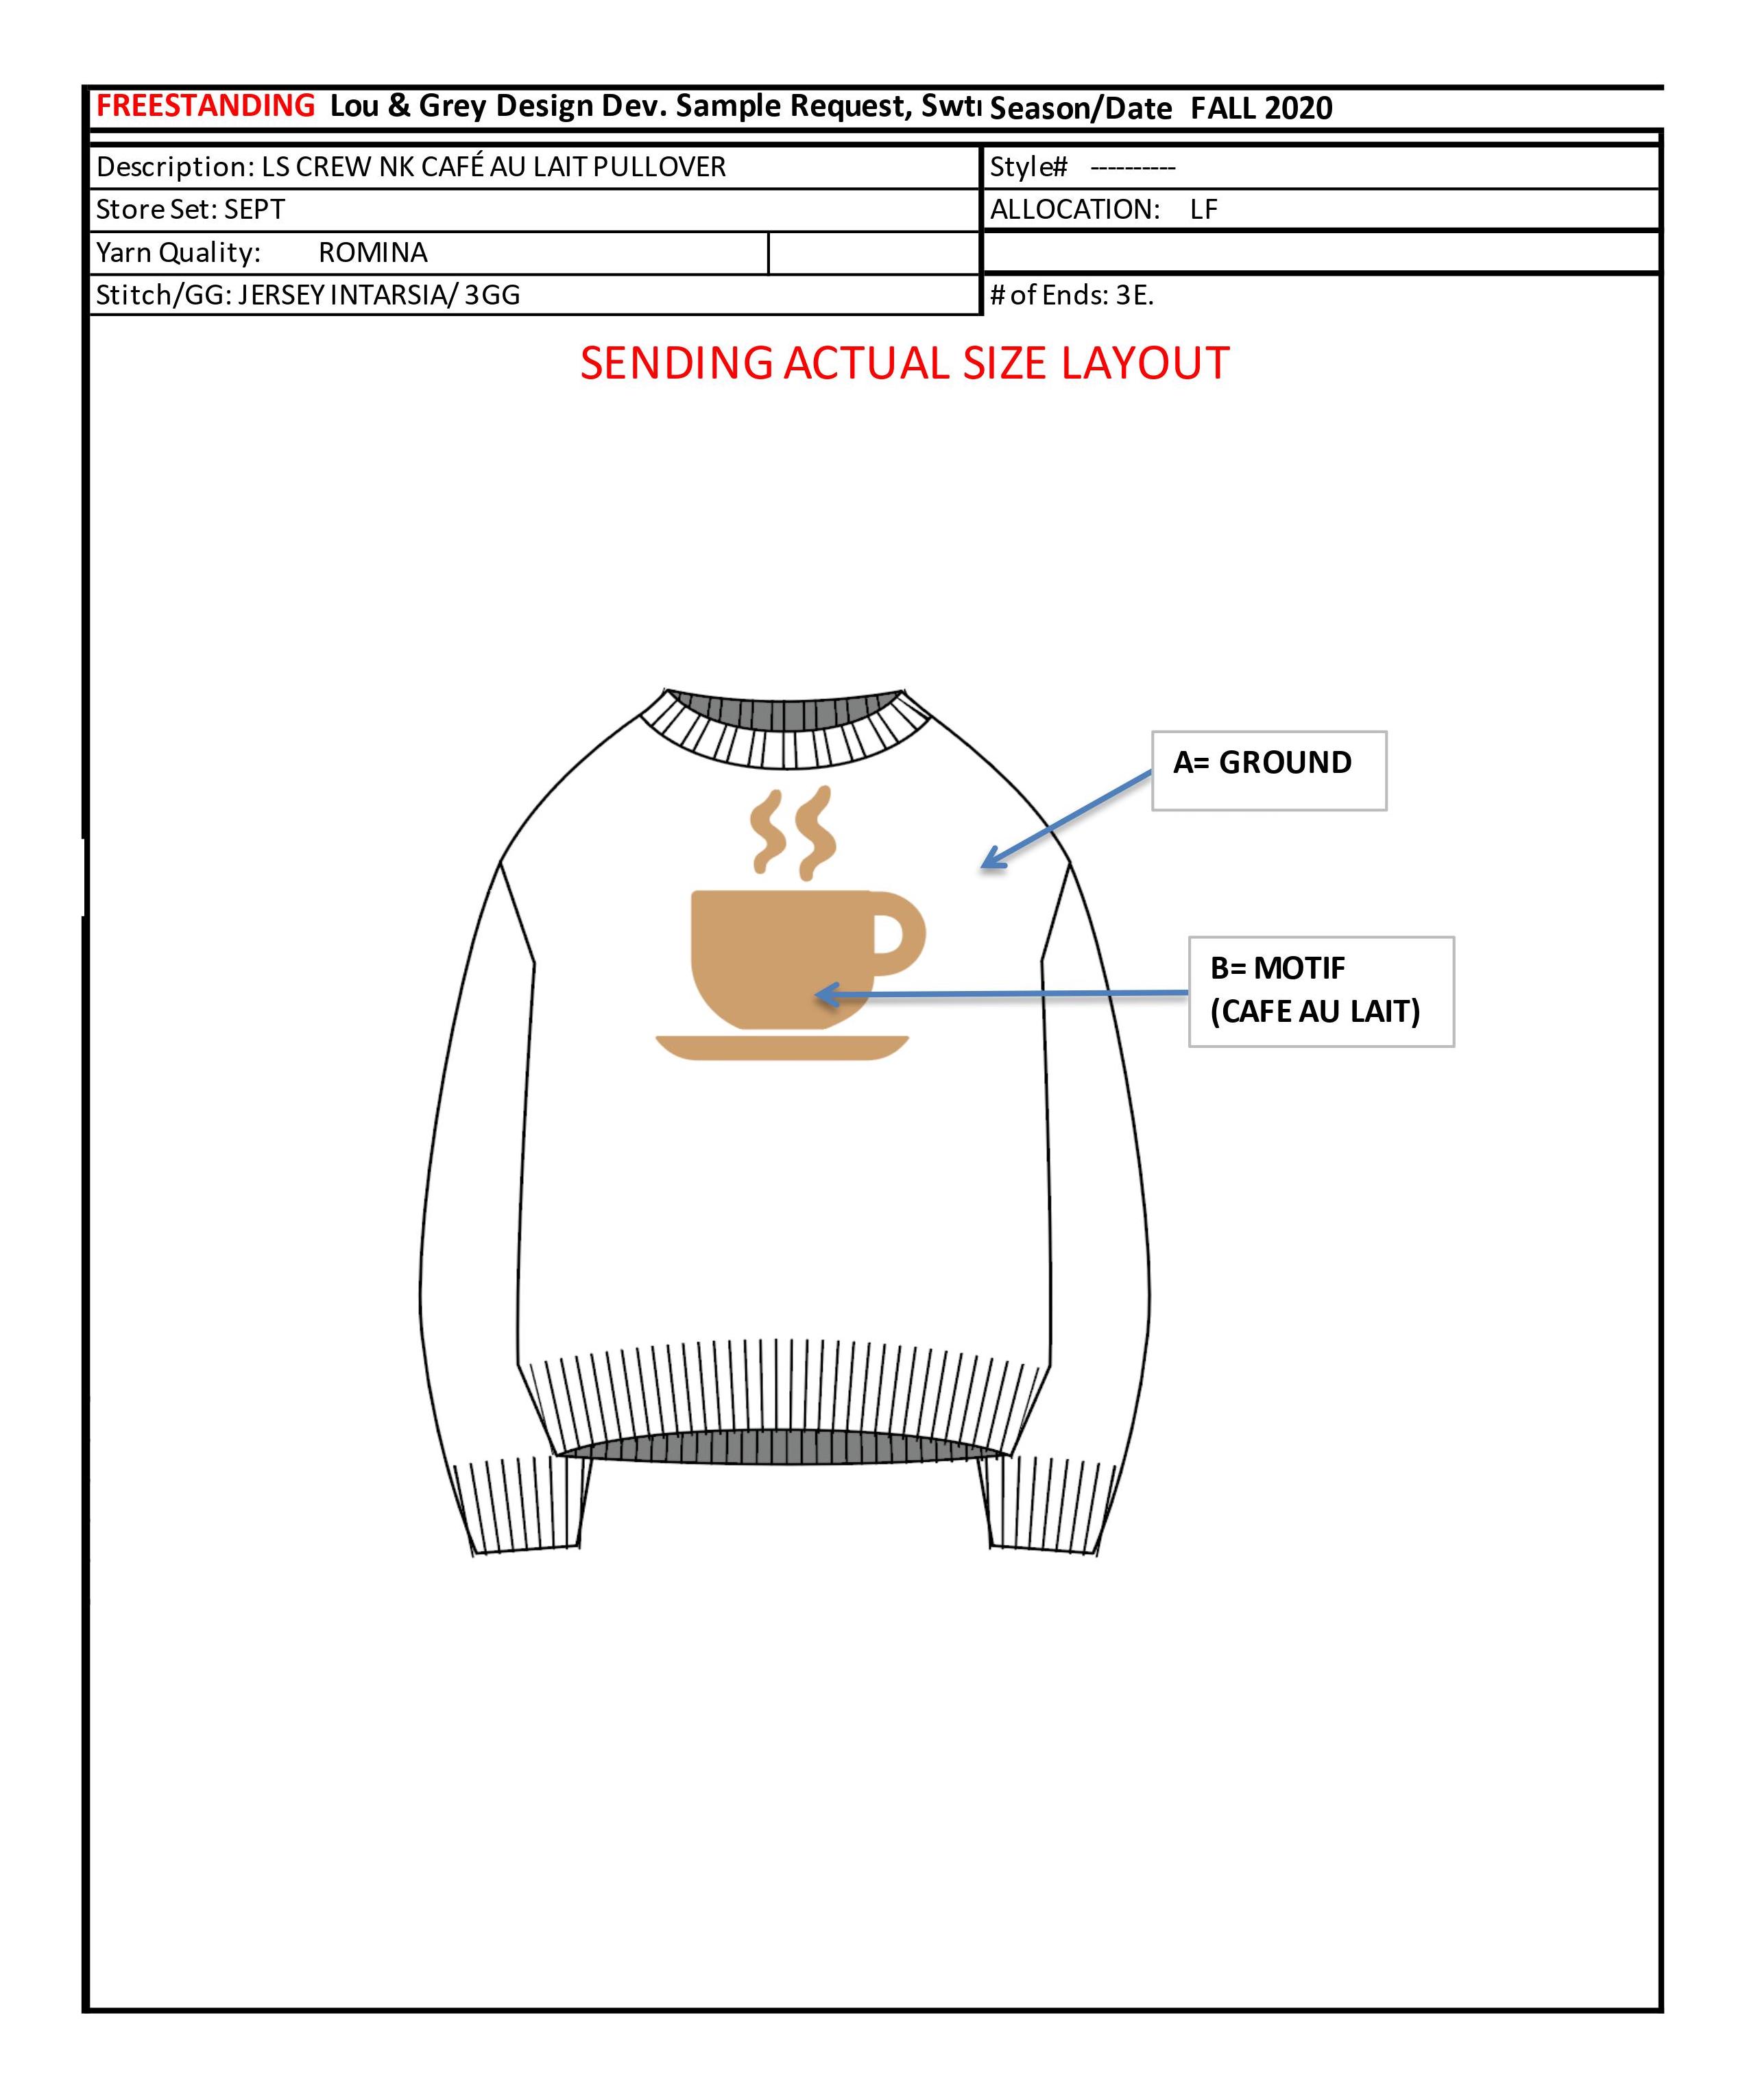 FREESTANDING Lou & Grey Design Dev. Sample Request, Season/Date FALL 2020
Description: LS CREW NK CAFÉ AU LAIT PULLOVER Style# ----------
Store Set: SEPT ALLOCATION: LF
Yarn Quality: ROMINA
Stitch/GG: JERSEY INTARSIA/ 3GG # of Ends: 3E.
SENDING ACTUAL SIZE LAYOUT
A= GROUND
B= MOTIF
(CAFE AU LAIT)